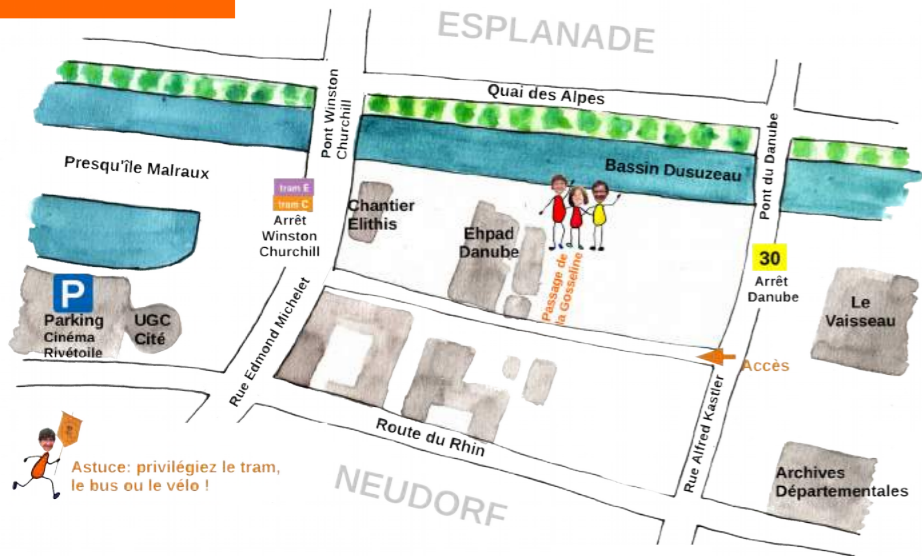 ESPLANADE
Quai des Alpes
Pont Winston
Churchill
Pont du Danube
Bassin Dusuzeau
Presqu'île Malraux
tram E
tram C
Arrêt
Winston
Churchill
Chantier
Elithis
Ehpad
Danube
Passage de
la Gosseline
30
Arrêt
Danube
Le
Vaisseau
P
Parking
Cinéma
Rivétoile
UGC
Cité
Rue Edmond Michelet
Accès
Rue Alfred Kastler
Route du Rhin
NEUDORF
Archives
Départementales
Astuce: privilégiez le tram,
le bus ou le vélo !